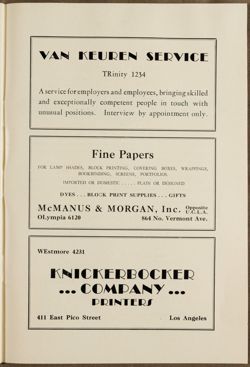 VAN KEUREN SERVICE
TRinity 1234
A service for employers and employees, bringing skilled
and exceptionally competent people in touch with
unusual positions. Interview by appointment only.
Fine Papers
FOR LAMP SHADES, BLOCK PRINTING, COVERING BOXES, WRAPPINGS,
BOOKBINDING, SCREENS, PORTFOLIOS.
IMPORTED OR DOMESTIC . . . . PLAIN OR DESIGNED
DYES . . . BLOCK PRINT SUPPLIES . . . GIFTS
McMANUS & MORGAN, Inc. Opposite U.C.L.A.
OLympia 6120 864 No. Vermont Ave.
WEstmore 4231
KNICKERBOCKER
... COMPANY ...
PRINTERS
411 East Pico Street Los Angeles